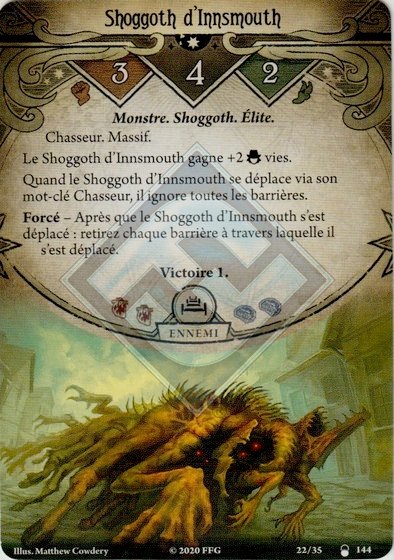 Shoggoth d'Innsmouth
3 4 2
Monstre. Shoggoth. Élite.
Chasseur. Massif.
Le Shoggoth d'Innsmouth gagne +2 vies.
Quand le Shoggoth d'Innsmouth se déplace via son
mot-clé Chasseur, il ignore toutes les barrières.
Forcé – Après que le Shoggoth d'Innsmouth s'est
déplacé : retirez chaque barrière à travers laquelle il
s'est déplacé.
Victoire 1.
ENNEMI
Illus. Matthew Cowdery © 2020 FFG 22/35 144